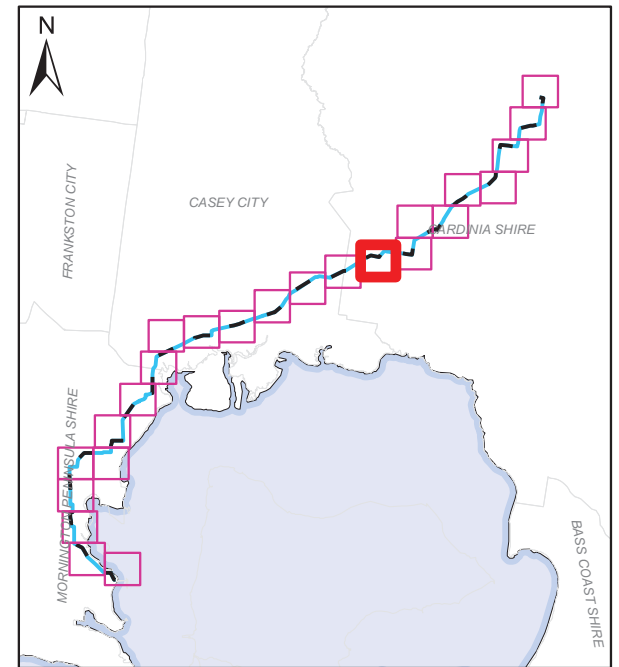 N
FRANKSTON CITY
CASEY CITY
CARDINIA SHIRE
MORNINGTON PENINSULA SHIRE
BASS COAST SHIRE